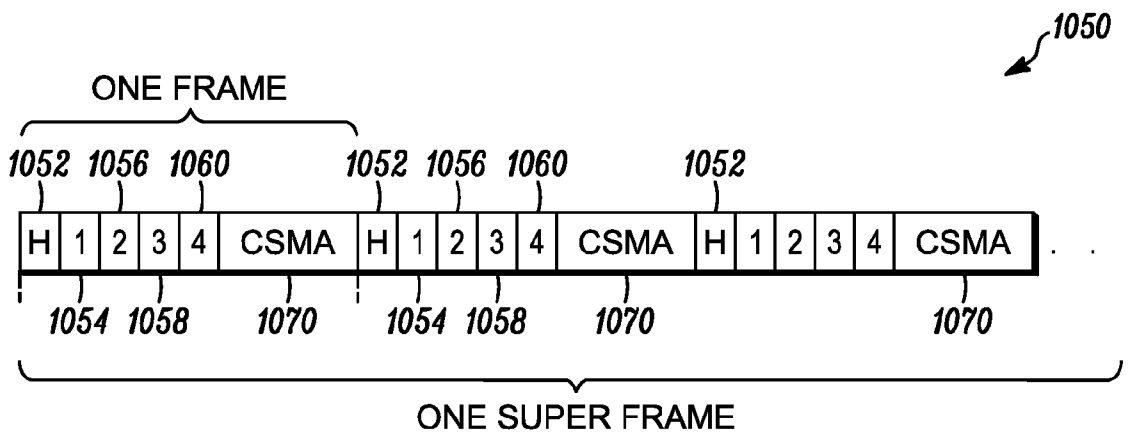 1050
ONE FRAME
1052 1056 1060 1052 1056 1060 1052
H 1 2 3 4 CSMA H 1 2 3 4 CSMA H 1 2 3 4 CSMA . .
1054 1058 1070 1054 1058 1070 1070
ONE SUPER FRAME